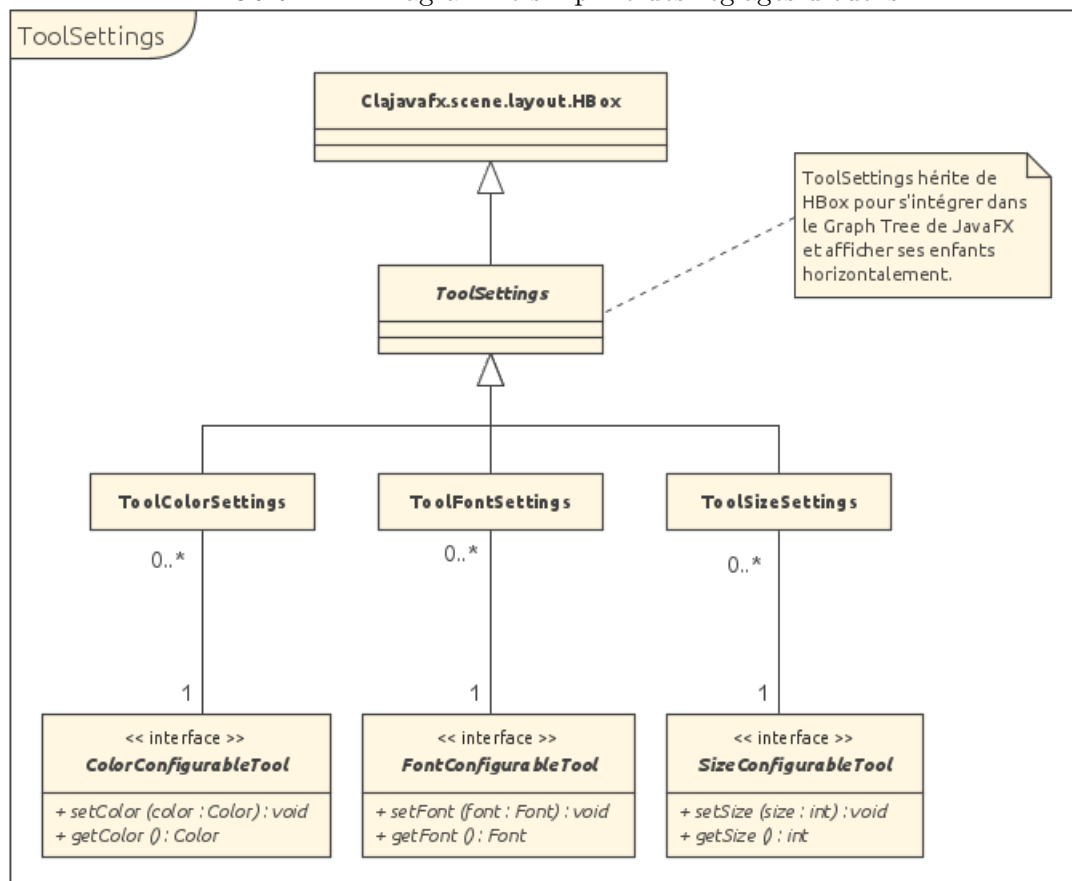 ToolSettings
Clajavafx.scene.layout.HBox
ToolSettings hérite de
HBox pour s'intégrer dans
le Graph Tree de JavaFX
et afficher ses enfants
horizontalement.
ToolSettings
ToolColorSettings
ToolFontSettings
ToolSizeSettings
0..*
0..*
0..*
1
1
1
<< interface >>
ColorConfigurableTool
+ setColor (color : Color) : void
+ getColor () : Color
<< interface >>
FontConfigurableTool
+ setFont (font : Font) : void
+ getFont () : Font
<< interface >>
SizeConfigurableTool
+ setSize (size : int) : void
+ getSize () : int